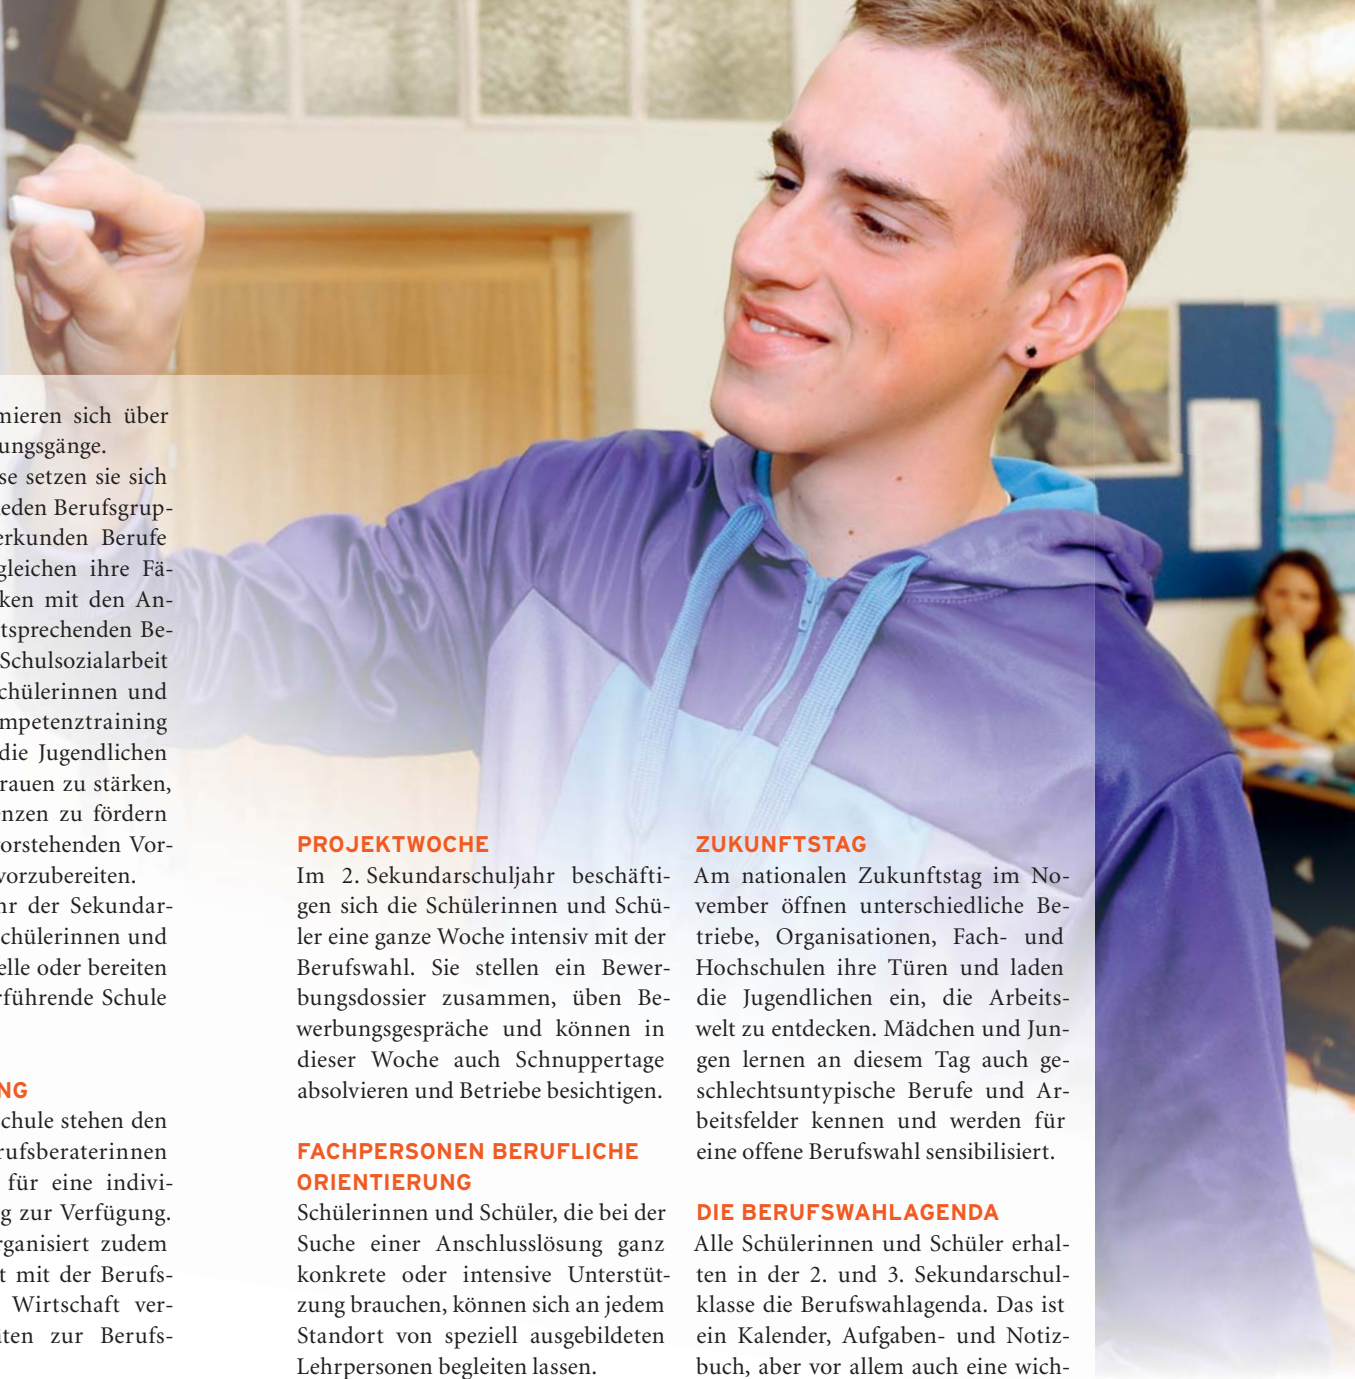 mieren sich über
ungsgänge.
se setzen sie sich
ieden Berufsgrup-
erkunden Berufe
gleichen ihre Fä-
ken mit den An-
tsprechenden Be-
Schulsozialarbeit
chülerinnen und
mpetenztraining
die Jugendlichen
rauen zu stärken,
nzen zu fördern
orstehenden Vor-
vorzubereiten.
hr der Sekundar-
chülerinnen und
elle oder bereiten
rführende Schule
NG
chule stehen den
rufsberaterinnen
für eine indivi-
g zur Verfügung.
rganisiert zudem
t mit der Berufs-
Wirtschaft ver-
iten zur Berufs-
PROJEKTWOCHE
Im 2. Sekundarschuljahr beschäfti-
gen sich die Schülerinnen und Schü-
ler eine ganze Woche intensiv mit der
Berufswahl. Sie stellen ein Bewer-
bungsdossier zusammen, üben Be-
werbungsgespräche und können in
dieser Woche auch Schnuppertage
absolvieren und Betriebe besichtigen.
FACHPERSONEN BERUFLICHE
ORIENTIERUNG
Schülerinnen und Schüler, die bei der
Suche einer Anschlusslösung ganz
konkrete oder intensive Unterstüt-
zung brauchen, können sich an jedem
Standort von speziell ausgebildeten
Lehrpersonen begleiten lassen.
ZUKUNFTSTAG
Am nationalen Zukunftstag im No-
vember öffnen unterschiedliche Be-
triebe, Organisationen, Fach- und
Hochschulen ihre Türen und laden
die Jugendlichen ein, die Arbeits-
welt zu entdecken. Mädchen und Jun-
gen lernen an diesem Tag auch ge-
schlechtsuntypische Berufe und Ar-
beitsfelder kennen und werden für
eine offene Berufswahl sensibilisiert.
DIE BERUFSWAHLAGENDA
Alle Schülerinnen und Schüler erhal-
ten in der 2. und 3. Sekundarschul-
klasse die Berufswahlagenda. Das ist
ein Kalender, Aufgaben- und Notiz-
buch, aber vor allem auch eine wich-